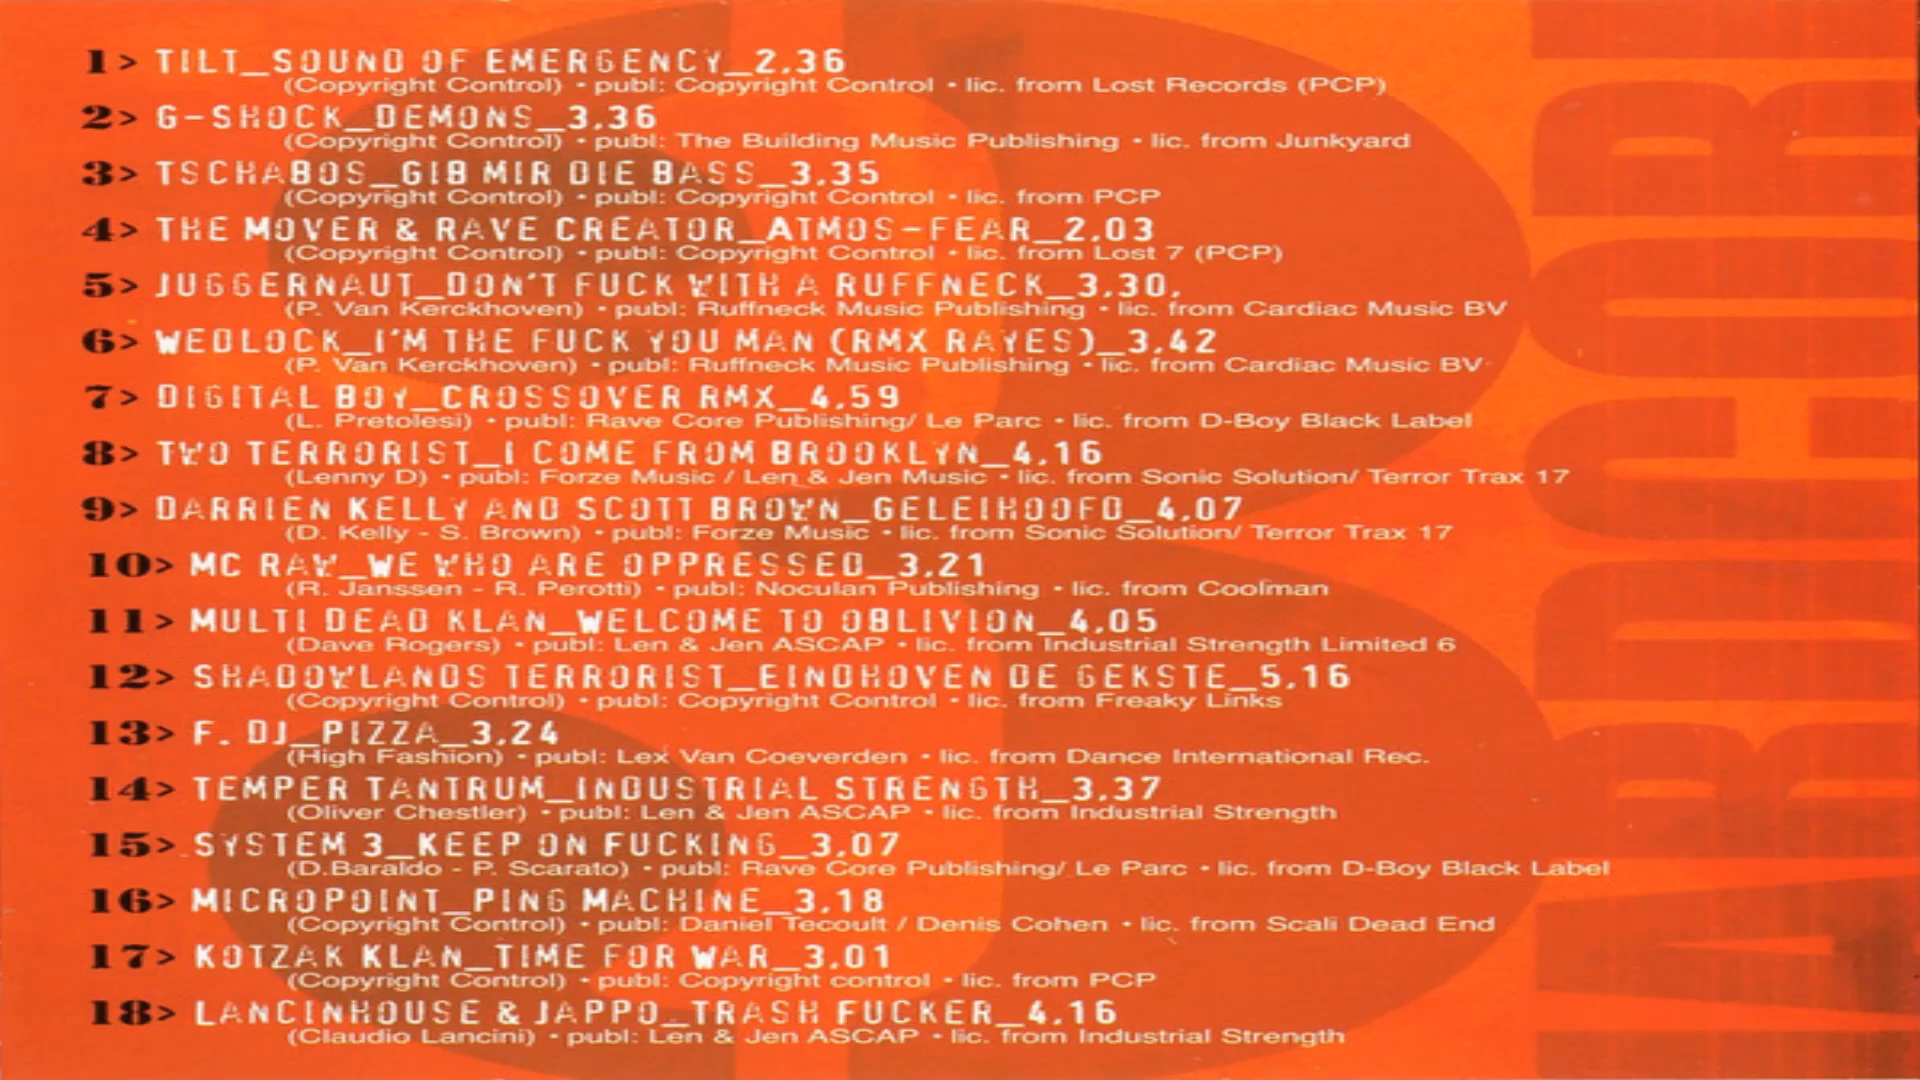 1> TILT_SOUND OF EMERGENCY_2.36
(Copyright Control) • publ: Copyright Control • lic. from Lost Records (PCP)
2> G-SHOCK_DEMONS_3.36
(Copyright Control) • publ: The Building Music Publishing • lic. from Junkyard
3> TSCHABOS_GIB MIR DIE BASS_3.35
(Copyright Control) • publ: Copyright Control • lic. from PCP
4> THE MOVER & RAVE CREATOR_ATMOS-FEAR_2.03
(Copyright Control) • publ: Copyright Control • lic. from Lost 7 (PCP)
5> JUGGERNAUT_DON'T FUCK WITH A RUFFNECK_3.30.
(P. Van Kerckhoven) • publ: Ruffneck Music Publishing • lic. from Cardiac Music BV
6> WEDLOCK_I'M THE FUCK YOU MAN (RMX RAYES)_3.42
(P. Van Kerckhoven) • publ: Ruffneck Music Publishing • lic. from Cardiac Music BV
7> DIGITAL BOY_CROSSOVER RMX_4.59
(L. Pretolesi) • publ: Rave Core Publishing/ Le Parc • lic. from D-Boy Black Label
8> TWO TERRORIST_I COME FROM BROOKLYN_4.16
(Lenny D) • publ: Forze Music / Len & Jen Music • lic. from Sonic Solution/ Terror Trax 17
9> DARRIEN KELLY AND SCOTT BROWN_GELEIHOOFD_4.07
(D. Kelly - S. Brown) • publ: Forze Music • lic. from Sonic Solution/ Terror Trax 17
10> MC RAW_WE WHO ARE OPPRESSED_3.21
(R. Janssen - R. Perotti) • publ: Noculan Publishing • lic. from Coolman
11> MULTI DEAD KLAN_WELCOME TO OBLIVION_4.05
(Dave Rogers) • publ: Len & Jen ASCAP • lic. from Industrial Strength Limited 6
12> SHADOWLANDS TERRORIST_EINDHOVEN DE GEKSTE_5.16
(Copyright Control) • publ: Copyright Control • lic. from Freaky Links
13> F. DJ_PIZZA_3.24
(High Fashion) • publ: Lex Van Coeverden • lic. from Dance International Rec.
14> TEMPER TANTRUM_INDUSTRIAL STRENGTH_3.37
(Oliver Chestler) • publ: Len & Jen ASCAP • lic. from Industrial Strength
15> SYSTEM 3_KEEP ON FUCKING_3.07
(D.Baraldo - P. Scarato) • publ: Rave Core Publishing/ Le Parc • lic. from D-Boy Black Label
16> MICROPOINT_PING MACHINE_3.18
(Copyright Control) • publ: Daniel Tecoult / Denis Cohen • lic. from Scali Dead End
17> KOTZAK KLAN_TIME FOR WAR_3.01
(Copyright Control) • publ: Copyright control • lic. from PCP
18> LANCINHOUSE & JAPPO_TRASH FUCKER_4.16
(Claudio Lancini) • publ: Len & Jen ASCAP • lic. from Industrial Strength
ARDCOR